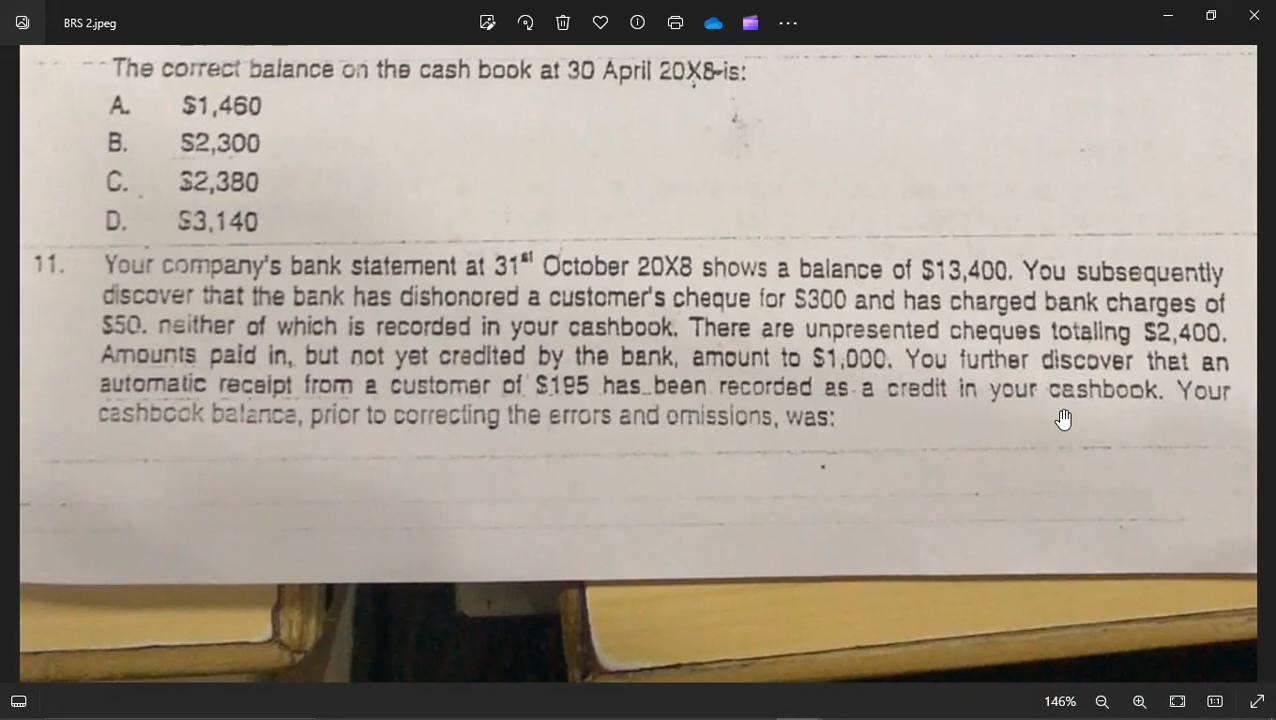 BRS 2.jpeg
The correct balance on the cash book at 30 April 20X8 is:
A. $1,460
B. $2,300
C. $2,380
D. $3,140
11. Your company's bank statement at 31st October 20X8 shows a balance of $13,400. You subsequently
discover that the bank has dishonored a customer's cheque for $300 and has charged bank charges of
$50. neither of which is recorded in your cashbook. There are unpresented cheques totaling $2,400.
Amounts paid in, but not yet credited by the bank, amount to $1,000. You further discover that an
automatic receipt from a customer of $195 has been recorded as a credit in your cashbook. Your
cashbook balance, prior to correcting the errors and omissions, was:
146%